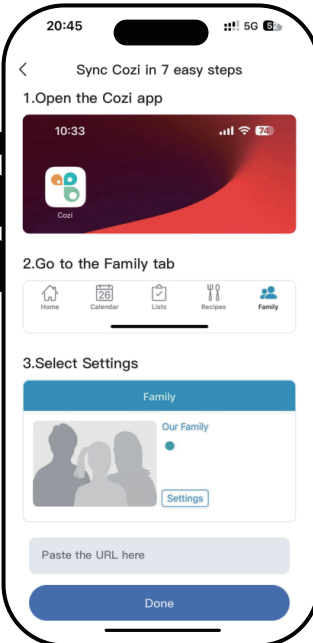 20:45 5G 5
Sync Cozi in 7 easy steps
1.Open the Cozi app
10:33 74
Cozi
2.Go to the Family tab
26
Home Calendar Lists Recipes Family
3.Select Settings
Family
Our Family
Settings
Paste the URL here
Done